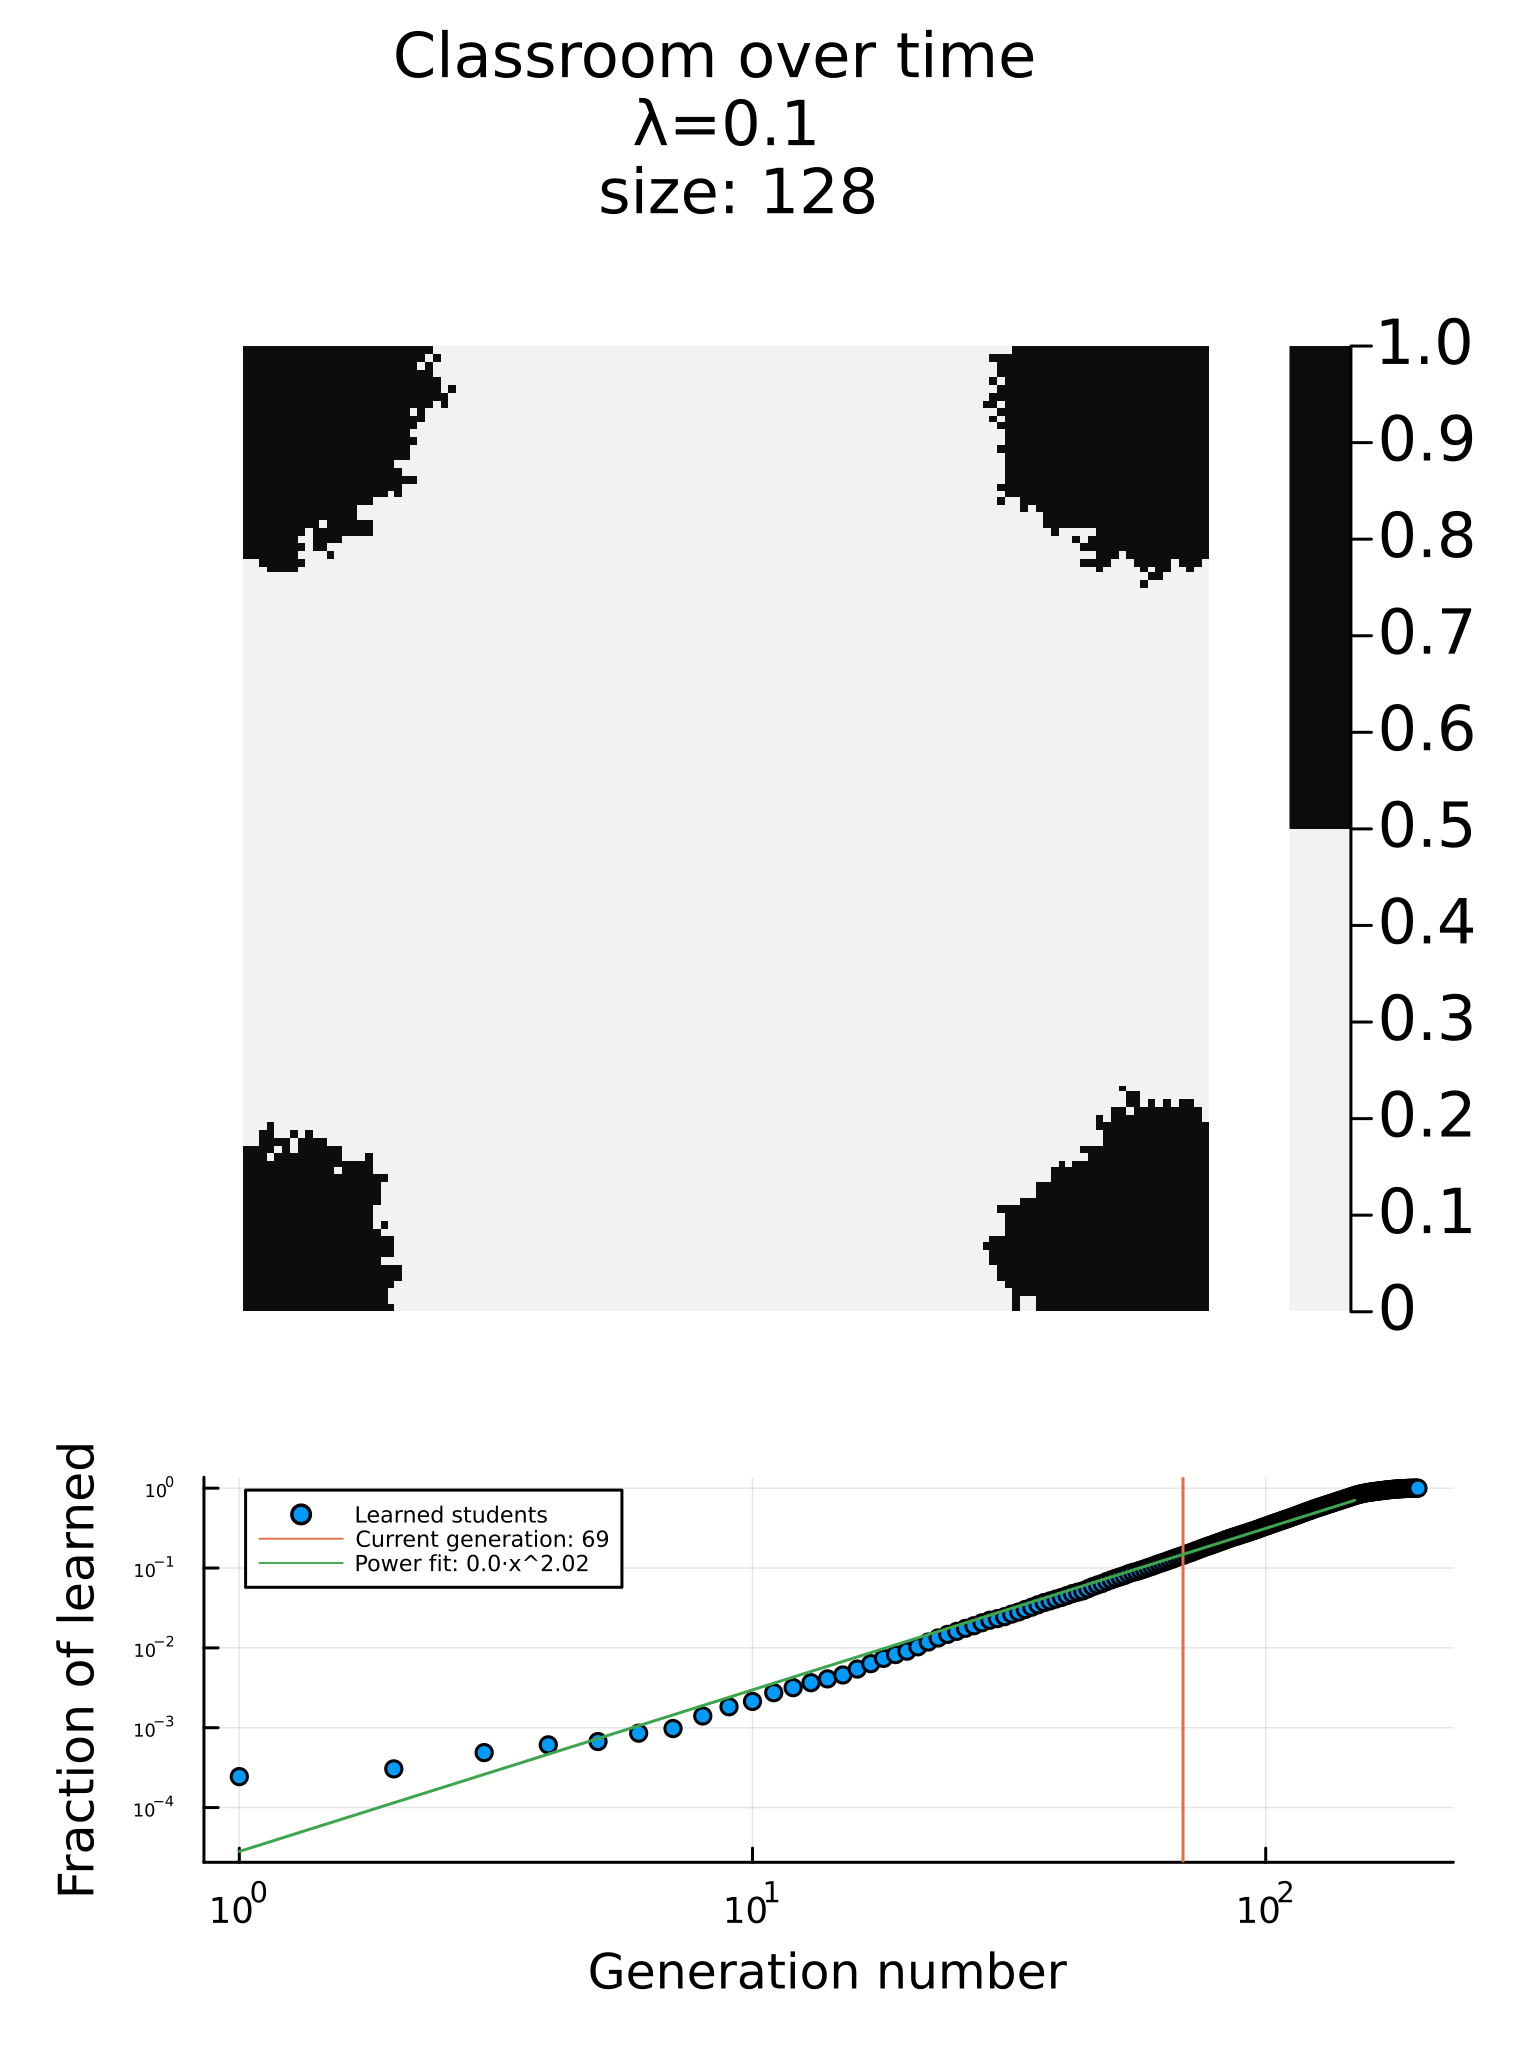 Classroom over time
λ=0.1
size: 128
1.0
0.9
0.8
0.7
0.6
0.5
0.4
0.3
0.2
0.1
0
Fraction of learned
10^0
10^-1
10^-2
10^-3
10^-4
Learned students
Current generation: 69
Power fit: 0.0·x^2.02
10^0 10^1 10^2
Generation number